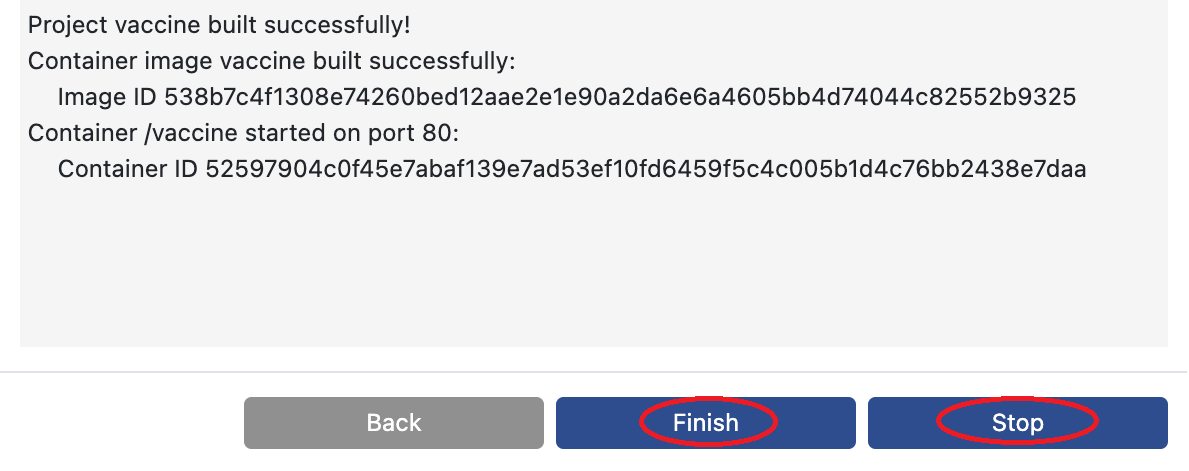 Project vaccine built successfully!
Container image vaccine built successfully:
Image ID 538b7c4f1308e74260bed12aae2e1e90a2da6e6a4605bb4d74044c82552b9325
Container /vaccine started on port 80:
Container ID 52597904c0f45e7abaf139e7ad53ef10fd6459f5c4c005b1d4c76bb2438e7daa
Back
Finish
Stop